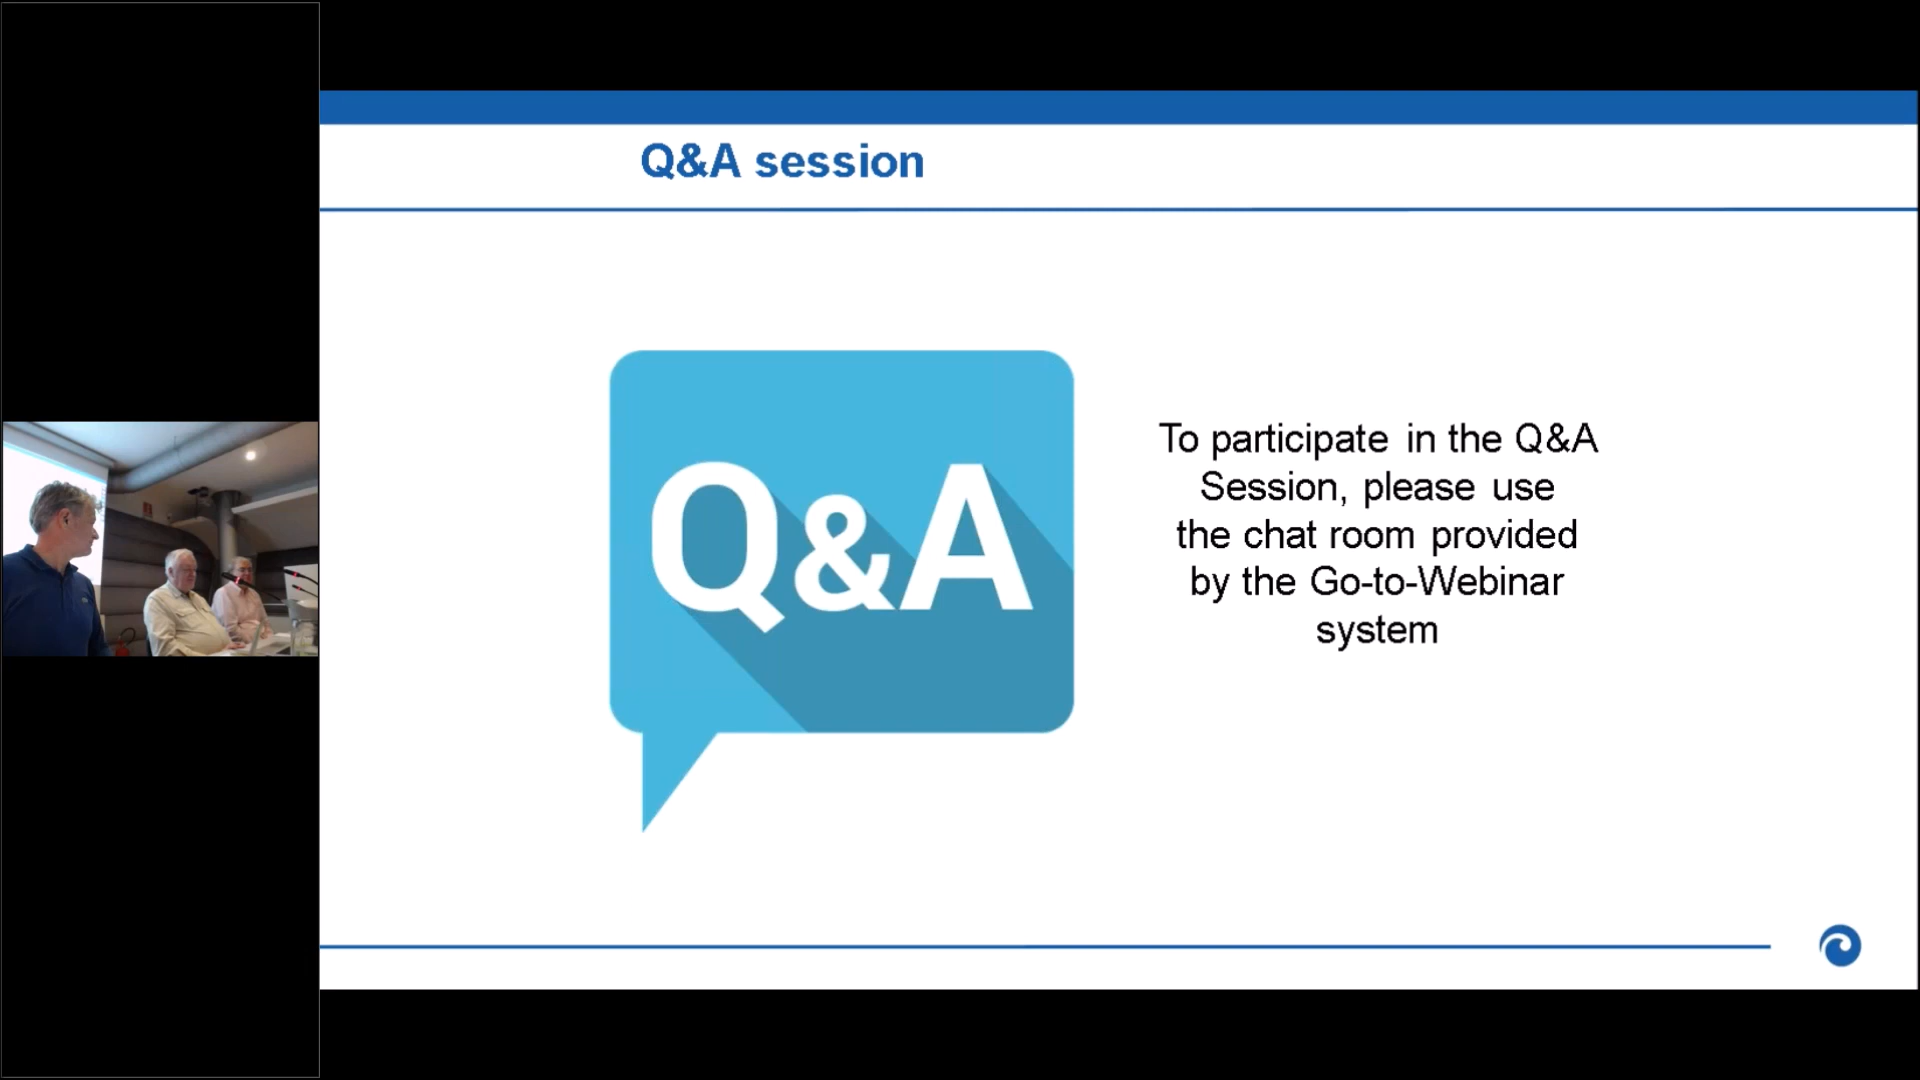 Q&A session
Q&A
To participate in the Q&A
Session, please use
the chat room provided
by the Go-to-Webinar
system